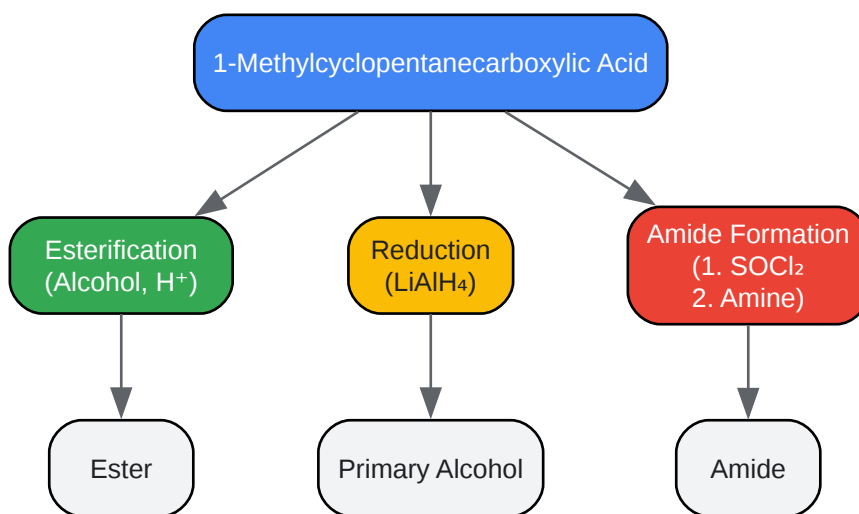 1-Methylcyclopentanecarboxylic Acid
Esterification
(Alcohol, H⁺)
Reduction
(LiAlH₄)
Amide Formation
(1. SOCl₂
2. Amine)
Ester
Primary Alcohol
Amide